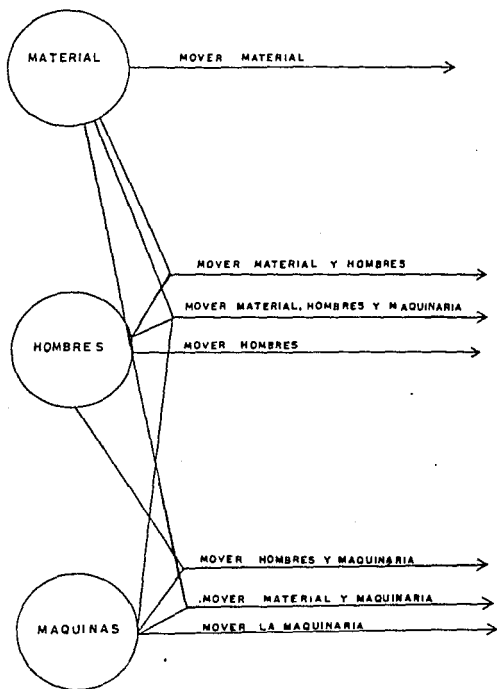 MATERIAL
MOVER MATERIAL
MOVER MATERIAL Y HOMBRES
MOVER MATERIAL, HOMBRES Y MAQUINARIA
HOMBRES
MOVER HOMBRES
MOVER HOMBRES Y MAQUINARIA
MOVER MATERIAL Y MAQUINARIA
MAQUINAS
MOVER LA MAQUINARIA